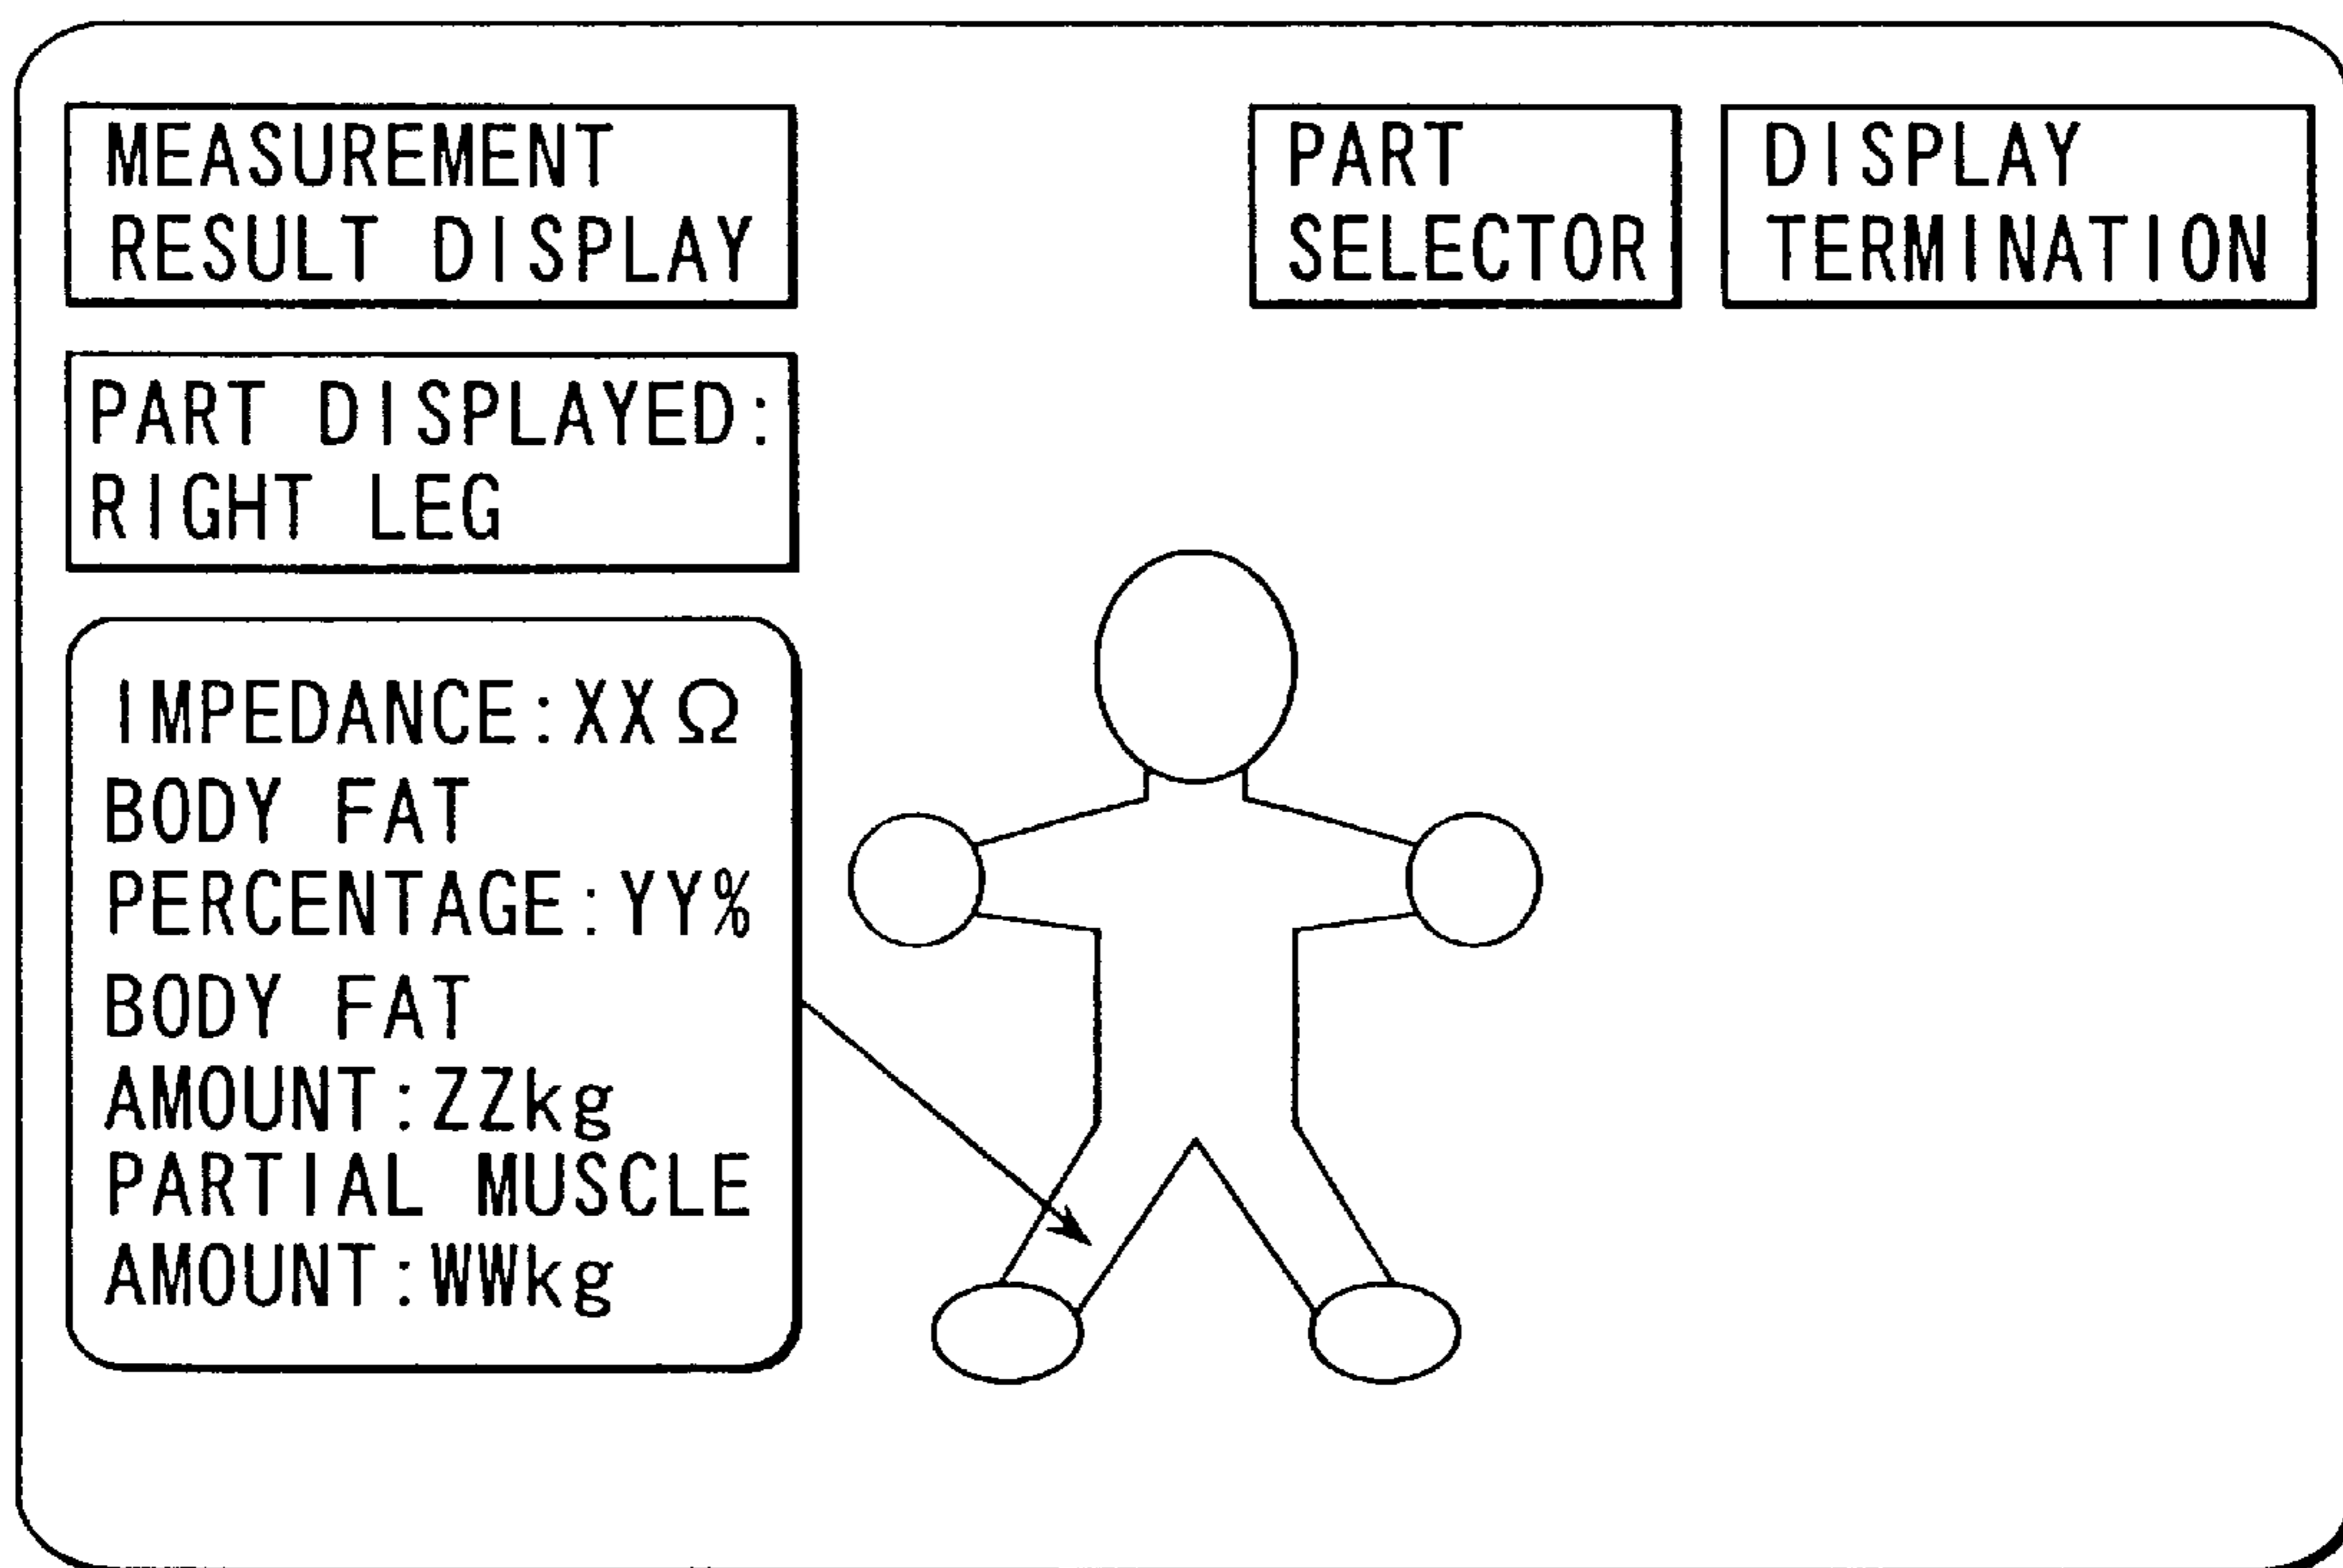 MEASUREMENT
RESULT DISPLAY
PART
SELECTOR
DISPLAY
TERMINATION
PART DISPLAYED:
RIGHT LEG
IMPEDANCE:XXΩ
BODY FAT
PERCENTAGE:YY%
BODY FAT
AMOUNT:ZZkg
PARTIAL MUSCLE
AMOUNT:WWkg